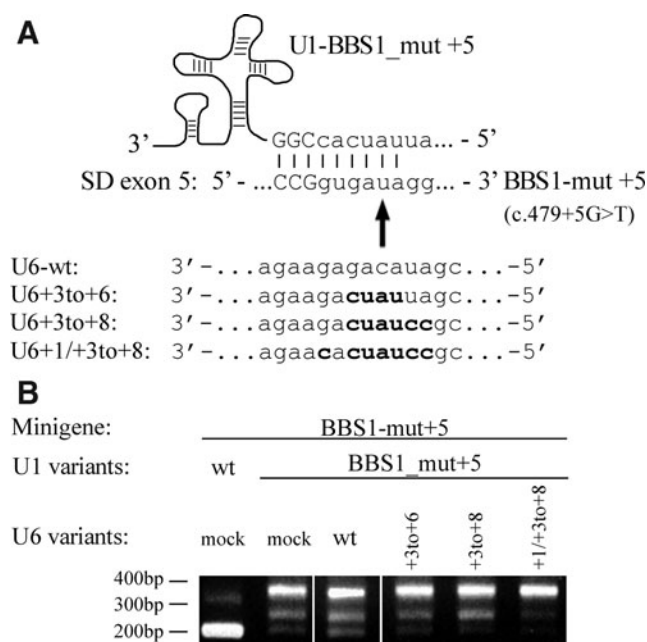 A
U1-BBS1_mut +5
3' GGCcacuauua... - 5'
SD exon 5: 5' - ...CCGgugauagg... - 3' BBS1-mut +5
(c.479+5G>T)
U6-wt: 3' -...agaagagacauagc...-5'
U6+3to+6: 3' -...agaagacuauuagc...-5'
U6+3to+8: 3' -...agaagacuauccgc...-5'
U6+1/+3to+8: 3' -...agaacacuauccgc...-5'
B
Minigene: BBS1-mut+5
U1 variants: wt BBS1_mut+5
U6 variants: mock mock wt +3to+6 +3to+8 +1/+3to+8
400bp
300bp
200bp